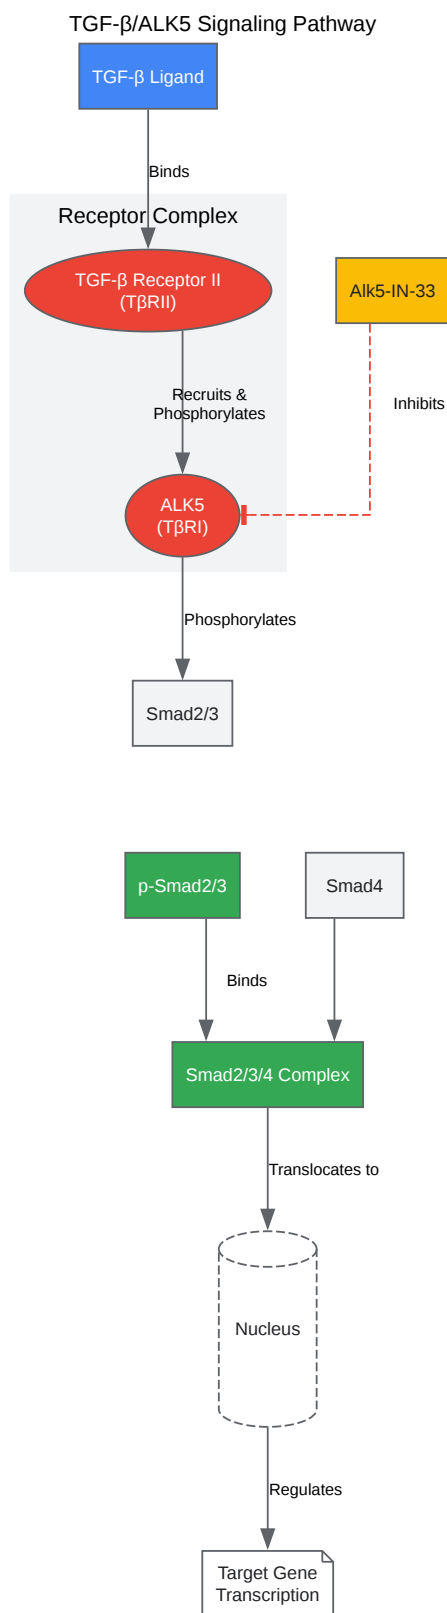 TGF-β/ALK5 Signaling Pathway
TGF-β Ligand
Binds
Receptor Complex
TGF-β Receptor II
(TβRII)
Alk5-IN-33
Recruits &
Phosphorylates
Inhibits
ALK5
(TβRI)
Phosphorylates
Smad2/3
p-Smad2/3
Smad4
Binds
Smad2/3/4 Complex
Translocates to
Nucleus
Regulates
Target Gene
Transcription